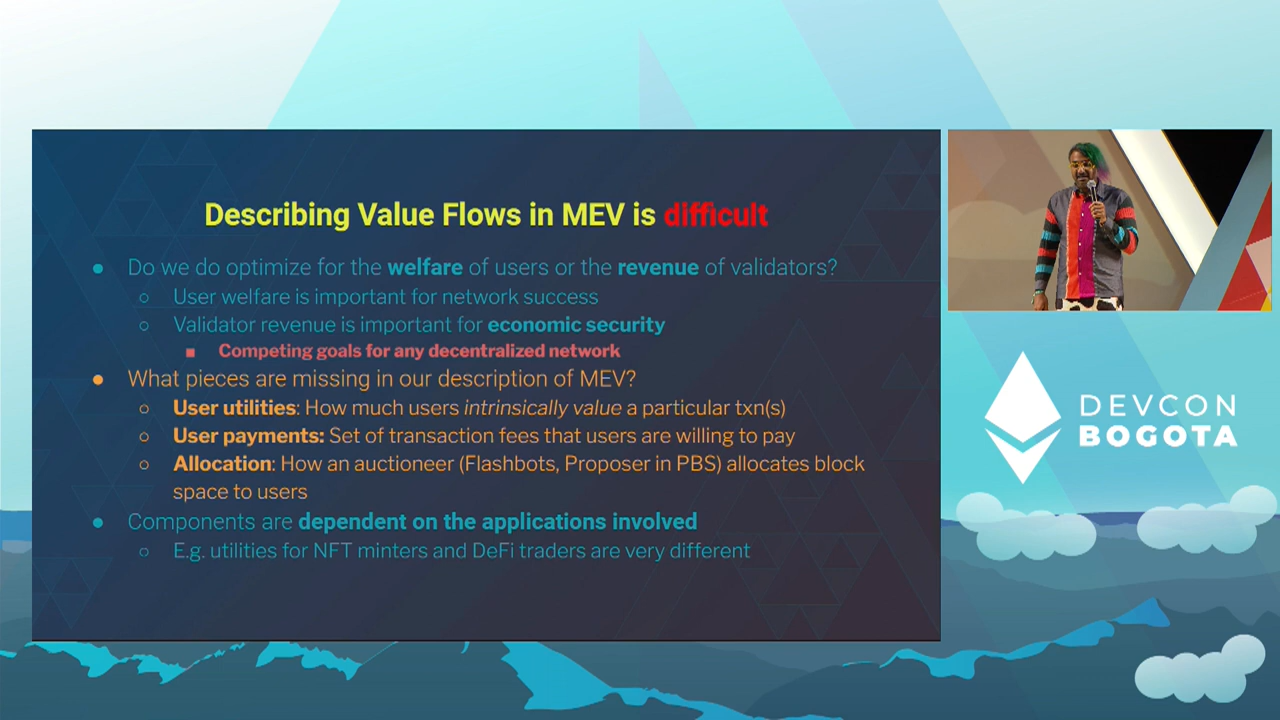 Describing Value Flows in MEV is difficult
● Do we do optimize for the welfare of users or the revenue of validators?
○ User welfare is important for network success
○ Validator revenue is important for economic security
■ Competing goals for any decentralized network
● What pieces are missing in our description of MEV?
○ User utilities: How much users intrinsically value a particular txn(s)
○ User payments: Set of transaction fees that users are willing to pay
○ Allocation: How an auctioneer (Flashbots, Proposer in PBS) allocates block
space to users
● Components are dependent on the applications involved
○ E.g. utilities for NFT minters and DeFi traders are very different
DEVCON
BOGOTA